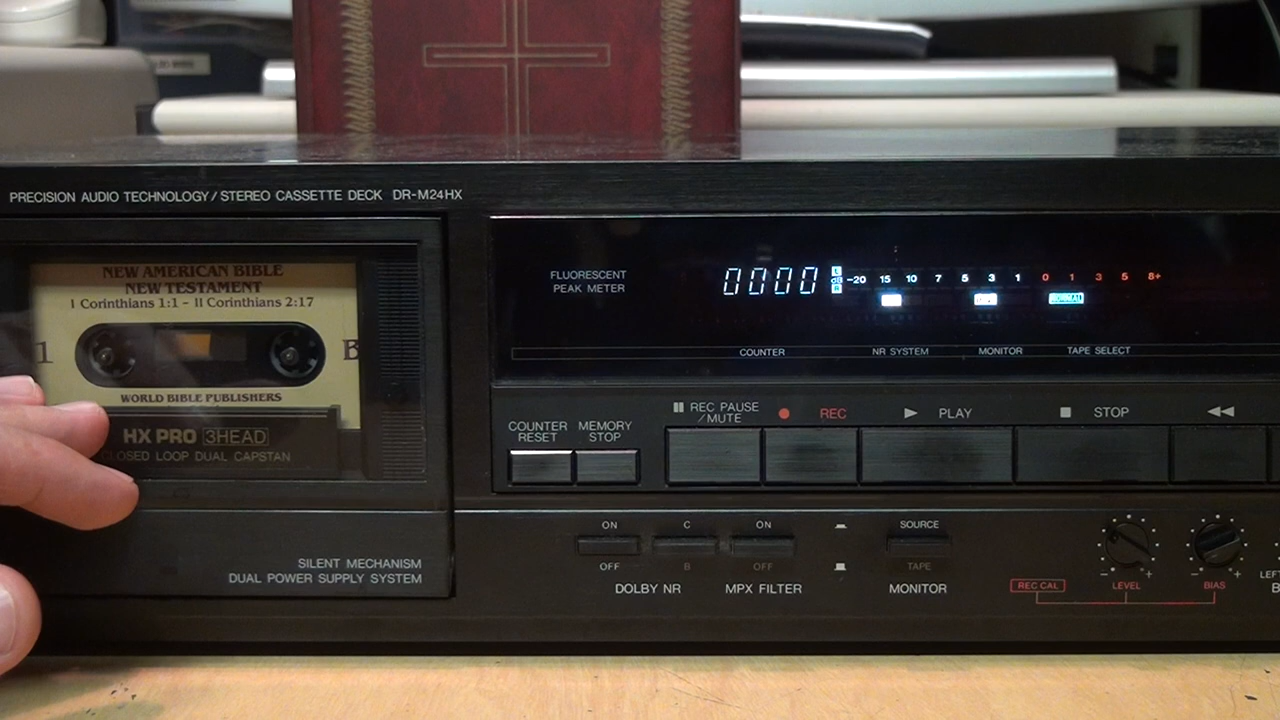 PRECISION AUDIO TECHNOLOGY/STEREO CASSETTE DECK DR-M24HX
NEW AMERICAN BIBLE
NEW TESTAMENT
I Corinthians 1:1 - II Corinthians 2:17
1 B
WORLD BIBLE PUBLISHERS
HX PRO 3HEAD
CLOSED LOOP DUAL CAPSTAN
SILENT MECHANISM
DUAL POWER SUPPLY SYSTEM
FLUORESCENT
PEAK METER
0000
L
dB
R
-20 15 10 7 5 3 1 0 1 3 5 8+
NORMAL
COUNTER NR SYSTEM MONITOR TAPE SELECT
COUNTER
RESET
MEMORY
STOP
REC PAUSE
/MUTE
REC
PLAY
STOP
ON C ON SOURCE
OFF B OFF TAPE
DOLBY NR MPX FILTER MONITOR
- + - +
REC CAL LEVEL BIAS